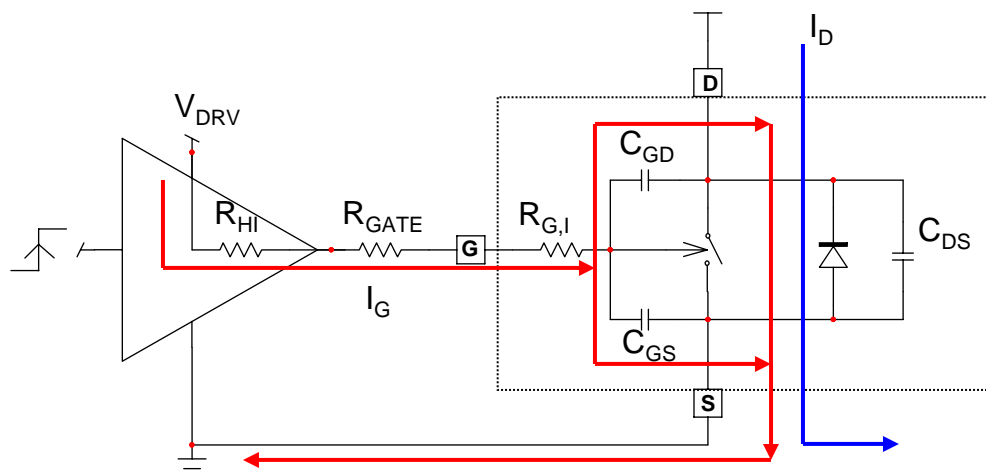 I_D
D
V_DRV
C_GD
R_HI
R_GATE
R_G,I
G
C_DS
I_G
C_GS
S